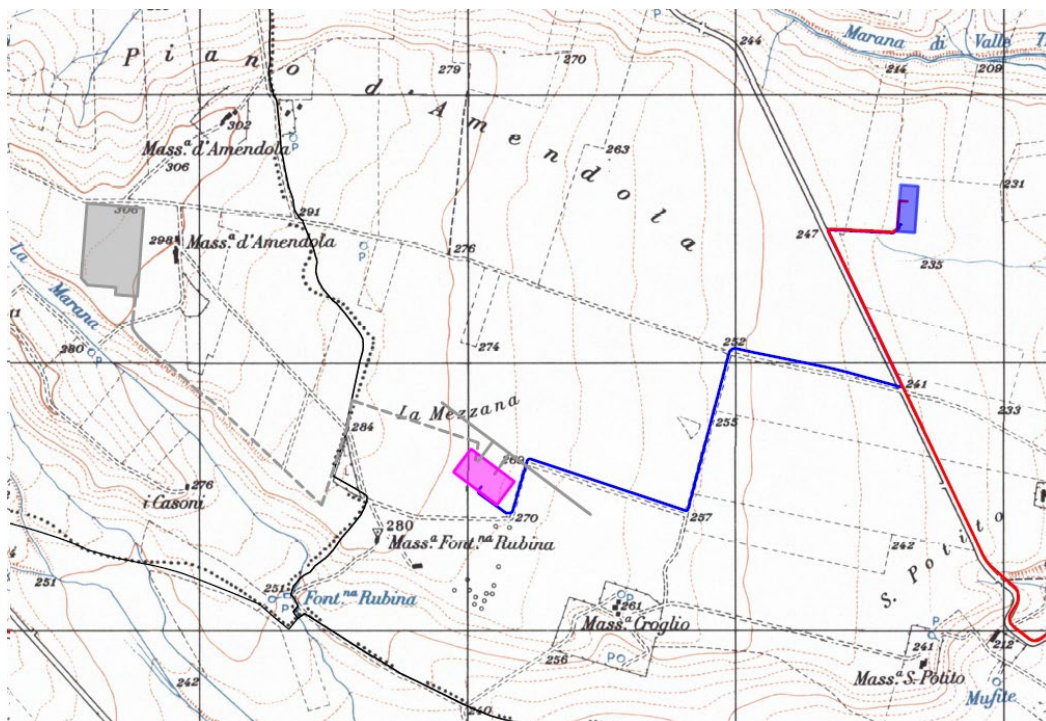 P
244
Marana di Valle T
214
209
Piano d'Amendola
279
270
302
Mass.a d'Amendola
P
306
263
231
306
291
247
298
Mass.a d'Amendola
P
276
235
La Marana
280
P
274
252
241
La Mezzana
233
284
255
269
276
i Casoni
270
257
280
Mass.a Font.na Rubina
242
S. Potito
251
251
P
Font.na Rubina
P
261
Mass.a Croglio
P
241
212
256
P
Mass.a S. Potito
242
Mufite
240